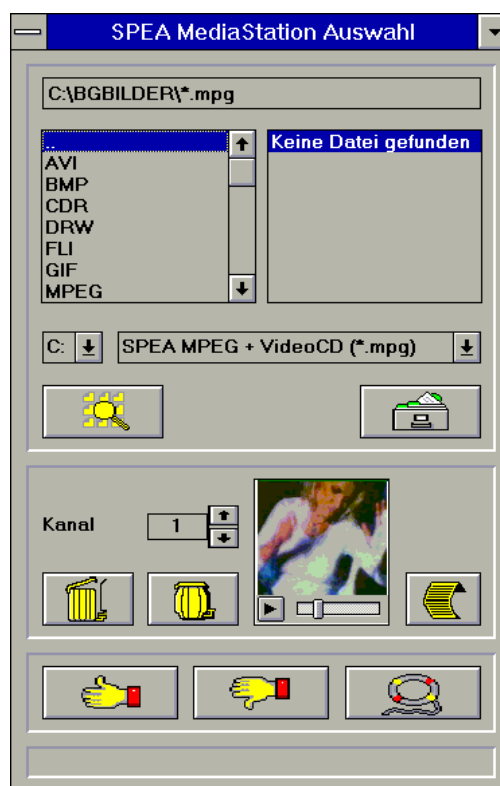 SPEA MediaStation Auswahl
C:\BGBILDER\*.mpg
..
AVI
BMP
CDR
DRW
FLI
GIF
MPEG
Keine Datei gefunden
C:
SPEA MPEG + VideoCD (*.mpg)
Kanal
1